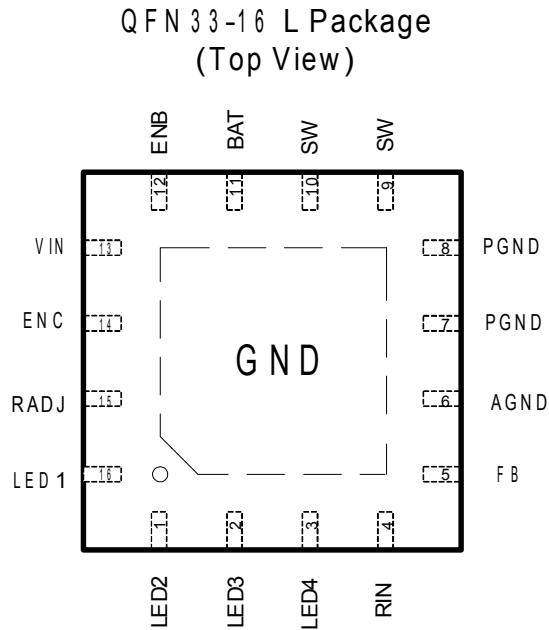 QFN33-16 L Package
(Top View)
ENB
BAT
SW
SW
12
11
10
9
VIN
13
8
PGND
ENC
14
7
PGND
GND
RADJ
15
6
AGND
LED1
16
5
FB
1
2
3
4
LED2
LED3
LED4
RIN